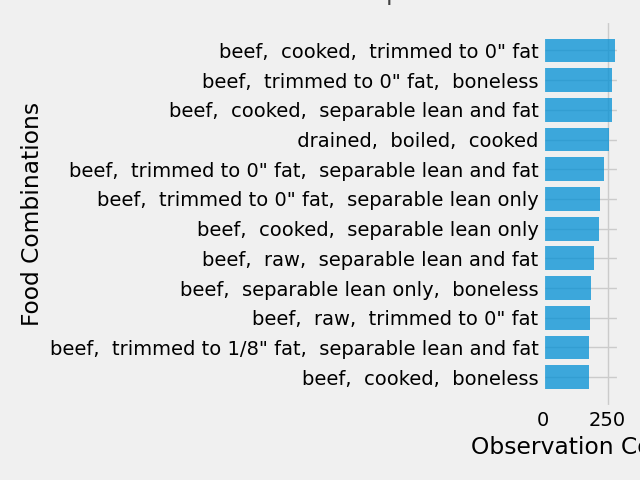 beef, cooked, trimmed to 0" fat
beef, trimmed to 0" fat, boneless
beef, cooked, separable lean and fat
drained, boiled, cooked
beef, trimmed to 0" fat, separable lean and fat
beef, trimmed to 0" fat, separable lean only
beef, cooked, separable lean only
beef, raw, separable lean and fat
beef, separable lean only, boneless
beef, raw, trimmed to 0" fat
beef, trimmed to 1/8" fat, separable lean and fat
beef, cooked, boneless
Food Combinations
0 250
Observation